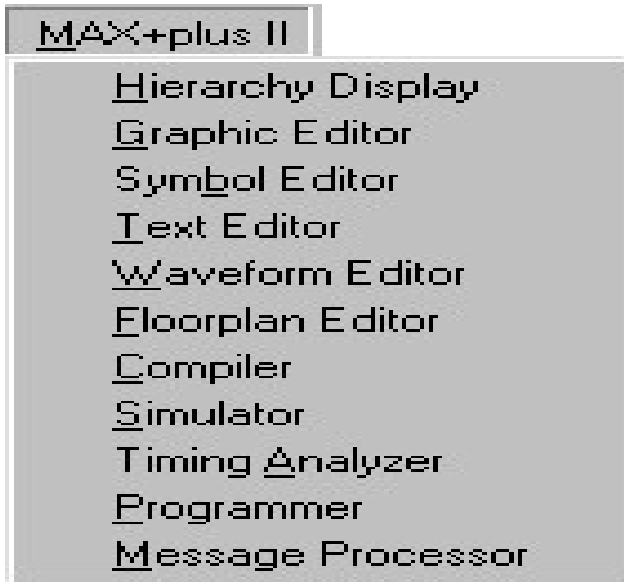 MAX+plus II
Hierarchy Display
Graphic Editor
Symbol Editor
Text Editor
Waveform Editor
Floorplan Editor
Compiler
Simulator
Timing Analyzer
Programmer
Message Processor